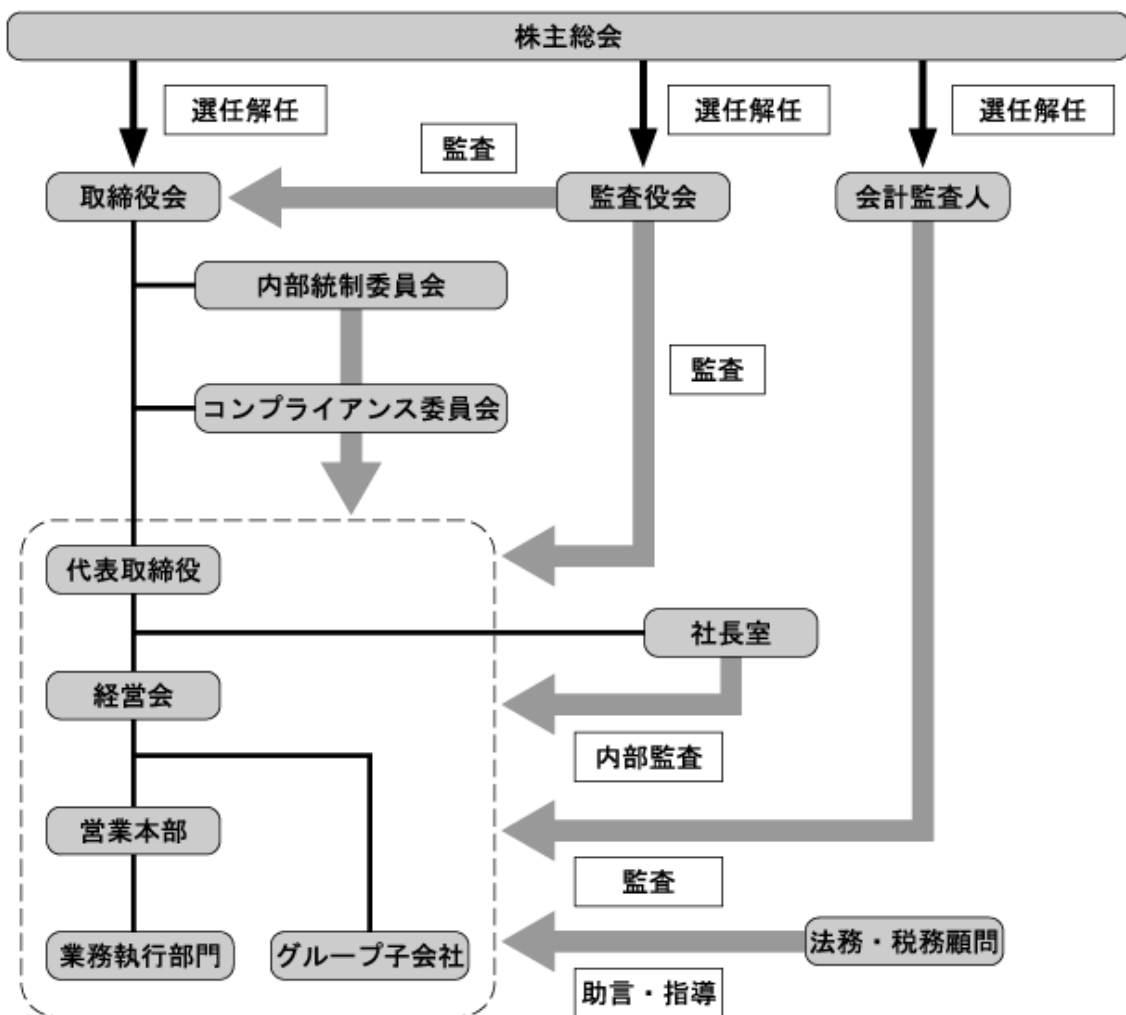 株主総会
選任解任
選任解任
選任解任
監査
取締役会
監査役会
会計監査人
内部統制委員会
監査
コンプライアンス委員会
代表取締役
社長室
経営会
内部監査
営業本部
監査
業務執行部門
グループ子会社
法務・税務顧問
助言・指導